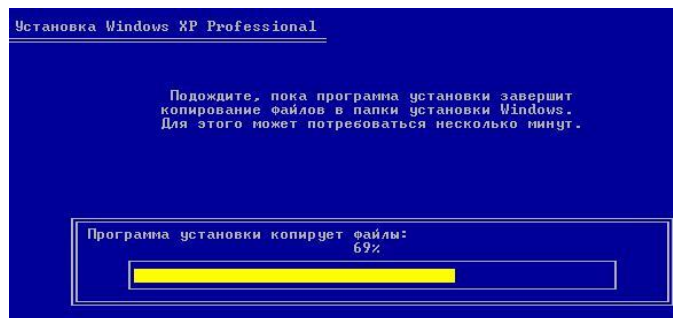 Установка Windows XP Professional
Подождите, пока программа установки завершит
копирование файлов в папки установки Windows.
Для этого может потребоваться несколько минут.
Программа установки копирует файлы:
69%